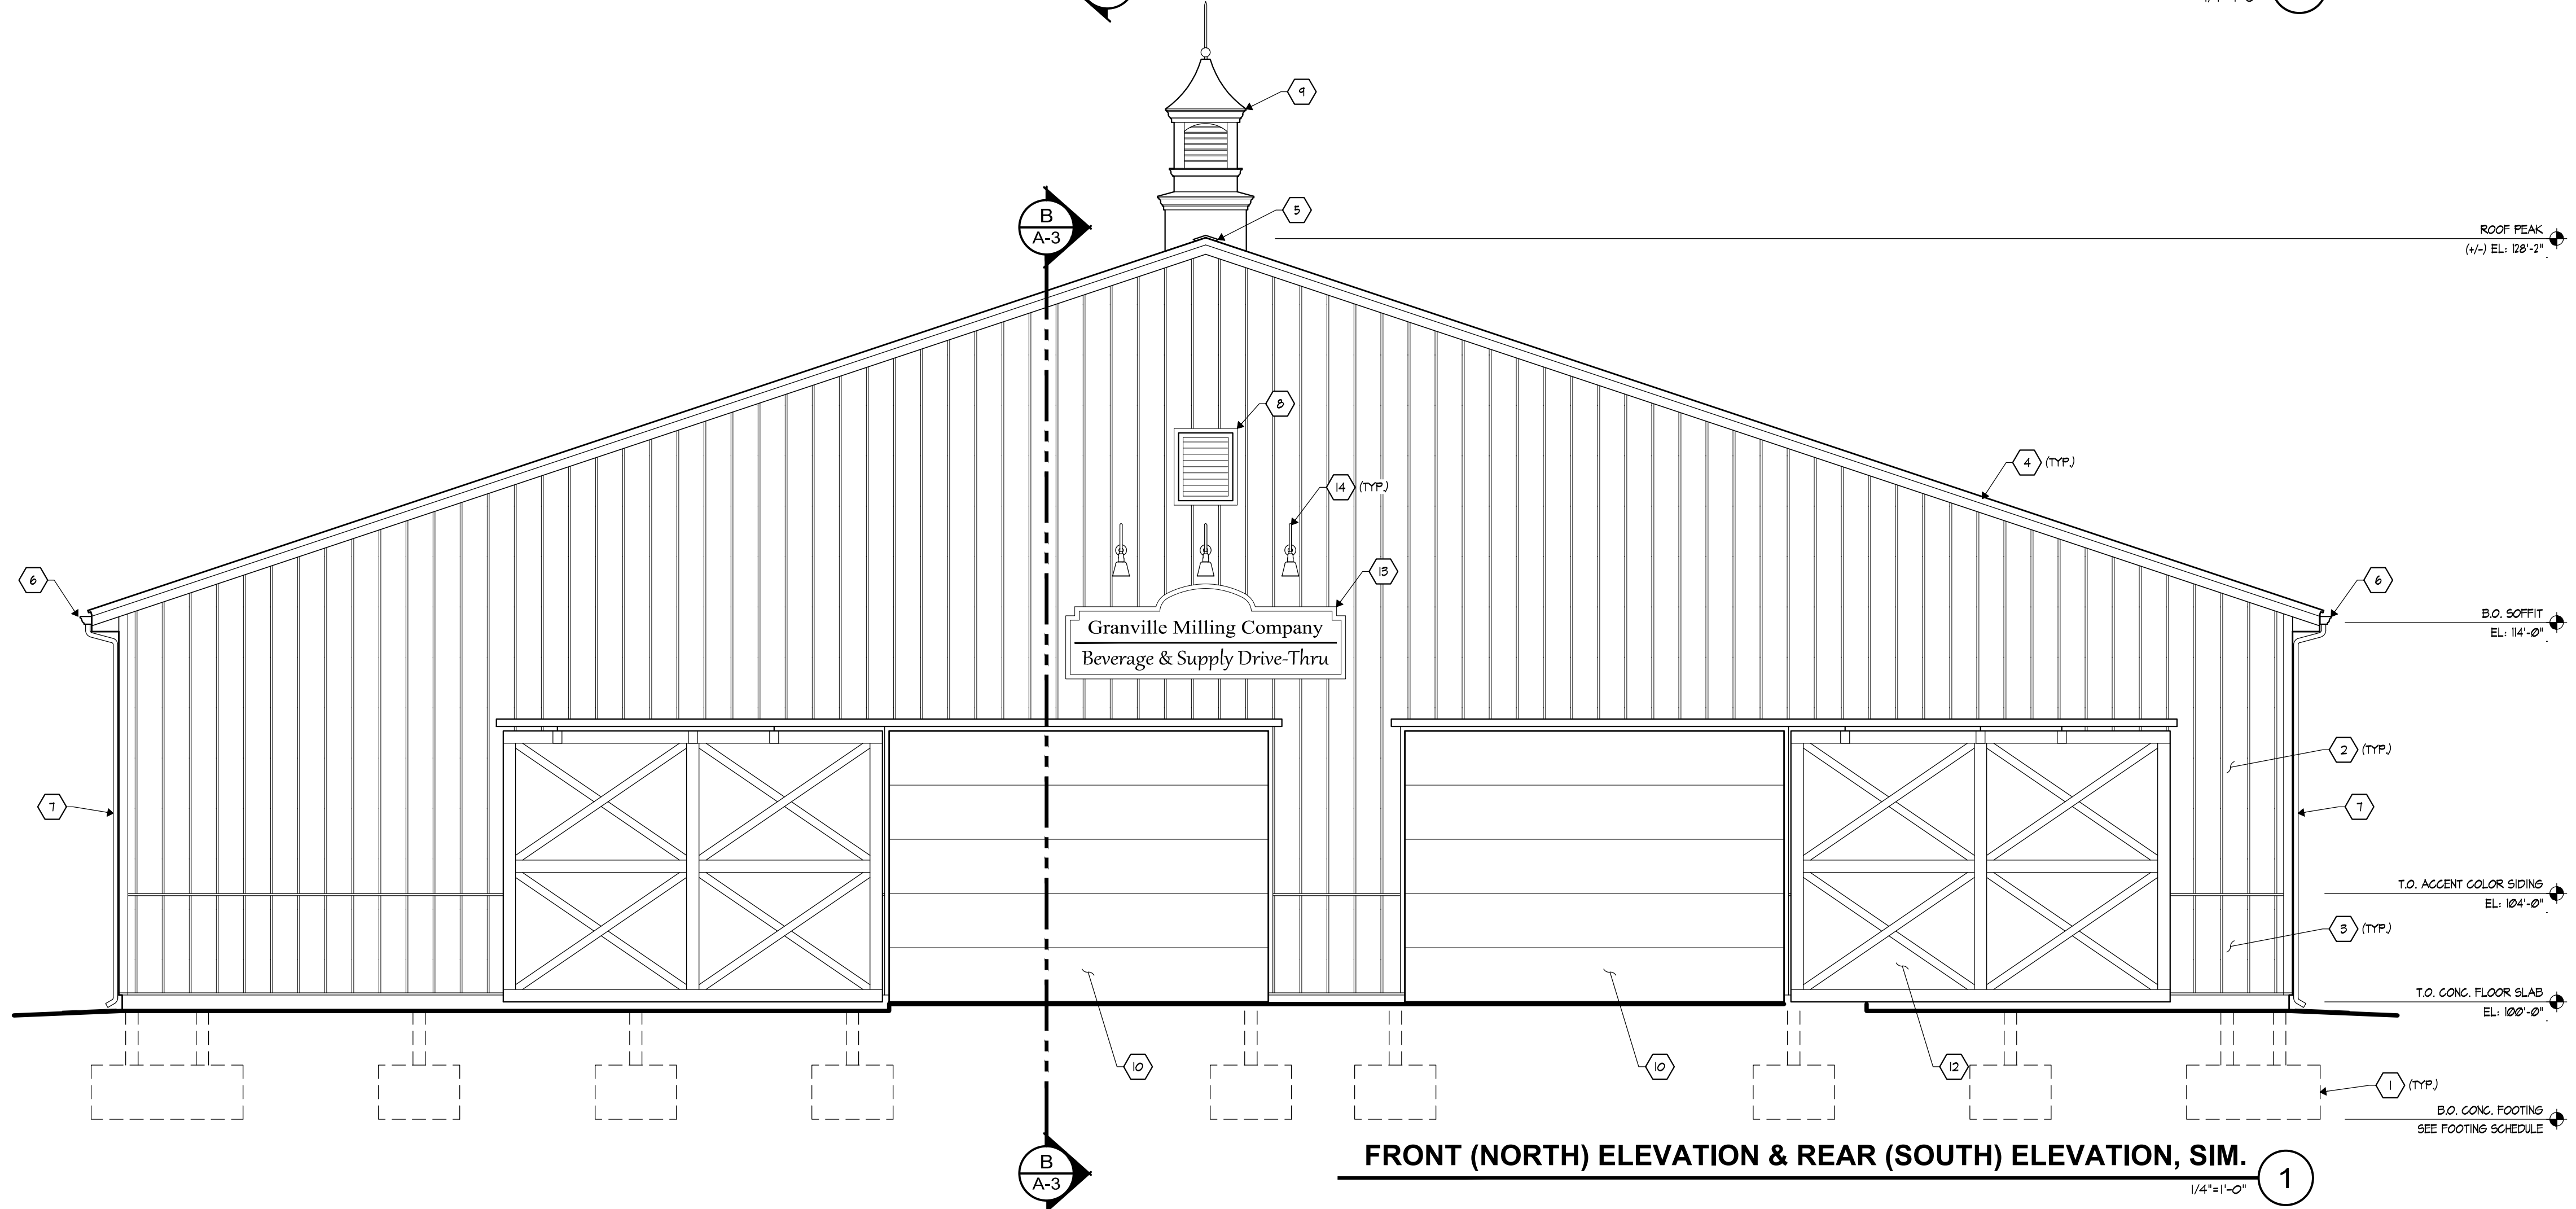 9
B
A-3
5
ROOF PEAK
(+/-) EL: 128'-2"
8
4 (TYP.)
14 (TYP.)
13
6
6
Granville Milling Company
Beverage & Supply Drive-Thru
B.O. SOFFIT
EL: 114'-0"
2 (TYP.)
7
7
T.O. ACCENT COLOR SIDING
EL: 104'-0"
3 (TYP.)
T.O. CONC. FLOOR SLAB
EL: 100'-0"
10
10
12
1 (TYP.)
B.O. CONC. FOOTING
SEE FOOTING SCHEDULE
B
A-3
FRONT (NORTH) ELEVATION & REAR (SOUTH) ELEVATION, SIM.
1
1/4"=1'-0"